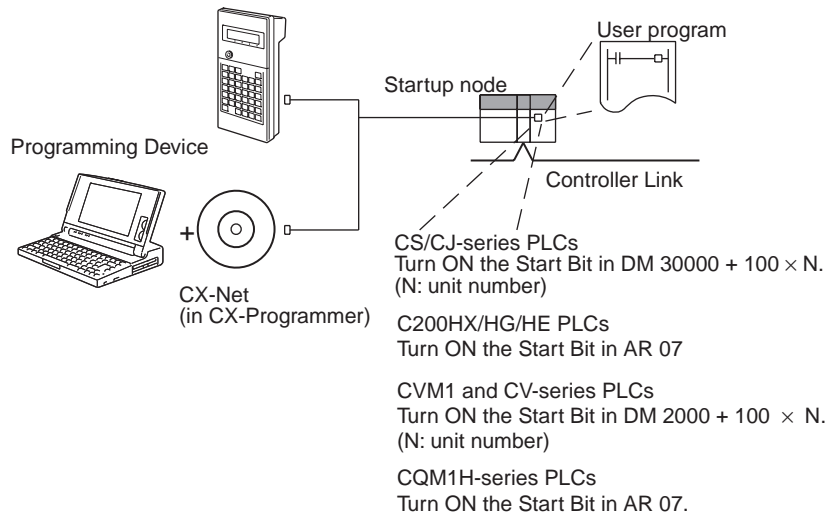 User program
Startup node
Programming Device
Controller Link
+
CX-Net
(in CX-Programmer)
CS/CJ-series PLCs
Turn ON the Start Bit in DM 30000 + 100 × N.
(N: unit number)
C200HX/HG/HE PLCs
Turn ON the Start Bit in AR 07
CVM1 and CV-series PLCs
Turn ON the Start Bit in DM 2000 + 100 × N.
(N: unit number)
CQM1H-series PLCs
Turn ON the Start Bit in AR 07.